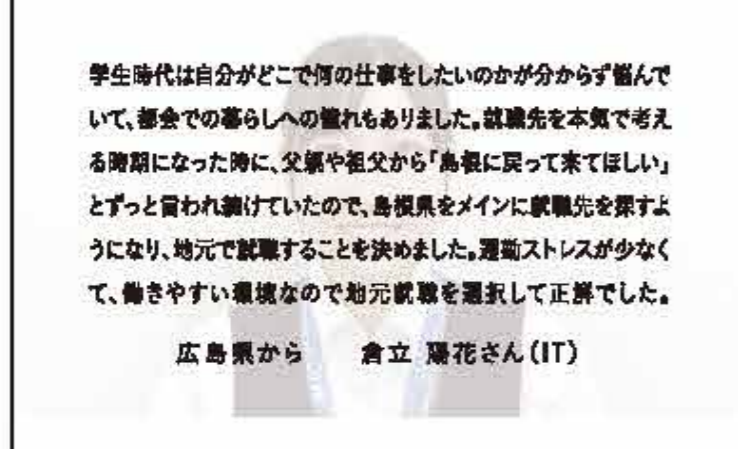 学生時代は自分がどこで何の仕事をしたいのかが分からず悩んで
いて、都会での暮らしへの憧れもありました。就職先を本気で考え
る時期になった時に、父親や祖父から「島根に戻って来てほしい」
とずっと言われ続けていたので、島根県をメインに就職先を探すよ
うになり、地元で就職することを決めました。通勤ストレスが少なく
て、働きやすい環境なので地元就職を選択して正解でした。
広島県から 倉立 陽花さん(IT)